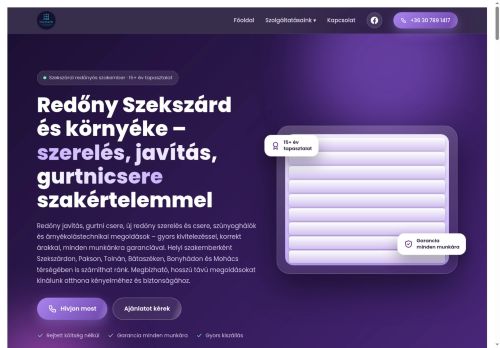 Főoldal
Szolgáltatásaink ▾
Kapcsolat
+36 30 789 1417
Szekszárdi redőnyös szakember · 15+ év tapasztalat
Redőny Szekszárd
és környéke –
szerelés, javítás,
gurtnicsere
szakértelemmel
Redőny javítás, gurtni csere, új redőny szerelés és csere, szúnyoghálók
és árnyékolástechnikai megoldások – gyors kivitelezéssel, korrekt
árakkal, minden munkánkra garanciával. Helyi szakemberként
Szekszárdon, Pakson, Tolnán, Bátaszéken, Bonyhádon és Mohács
térségében is számíthat ránk. Megbízható, hosszú távú megoldásokat
kínálunk otthona kényelméhez és biztonságához.
Hívjon most
Ajánlatot kérek
Rejtett költség nélkül
Garancia minden munkára
Gyors kiszállás
15+ év
tapasztalat
Garancia
minden munkára